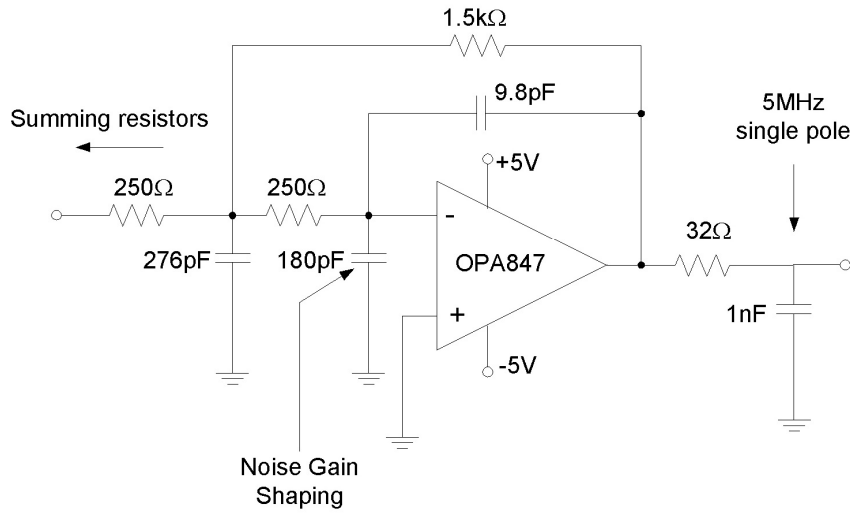 1.5kΩ
9.8pF
5MHz
single pole
Summing resistors
+5V
250Ω
250Ω
32Ω
-
276pF
180pF
OPA847
+
1nF
-5V
Noise Gain
Shaping